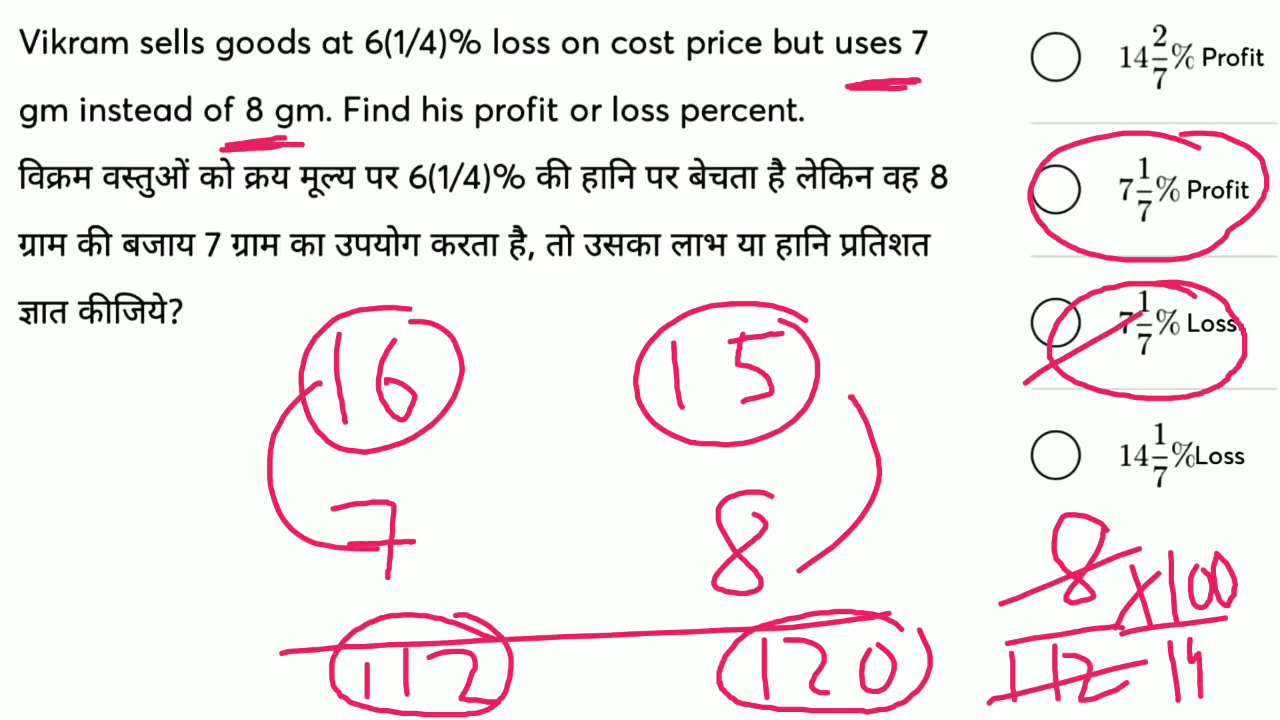 Vikram sells goods at 6(1/4)% loss on cost price but uses 7
gm instead of 8 gm. Find his profit or loss percent.
विक्रम वस्तुओं को क्रय मूल्य पर 6(1/4)% की हानि पर बेचता है लेकिन वह 8
ग्राम की बजाय 7 ग्राम का उपयोग करता है, तो उसका लाभ या हानि प्रतिशत
ज्ञात कीजिये?
14 2/7 % Profit
7 1/7 % Profit
7 1/7 % Loss
14 1/7 %Loss
16 15
7 8
112 120
8 x100
112 14